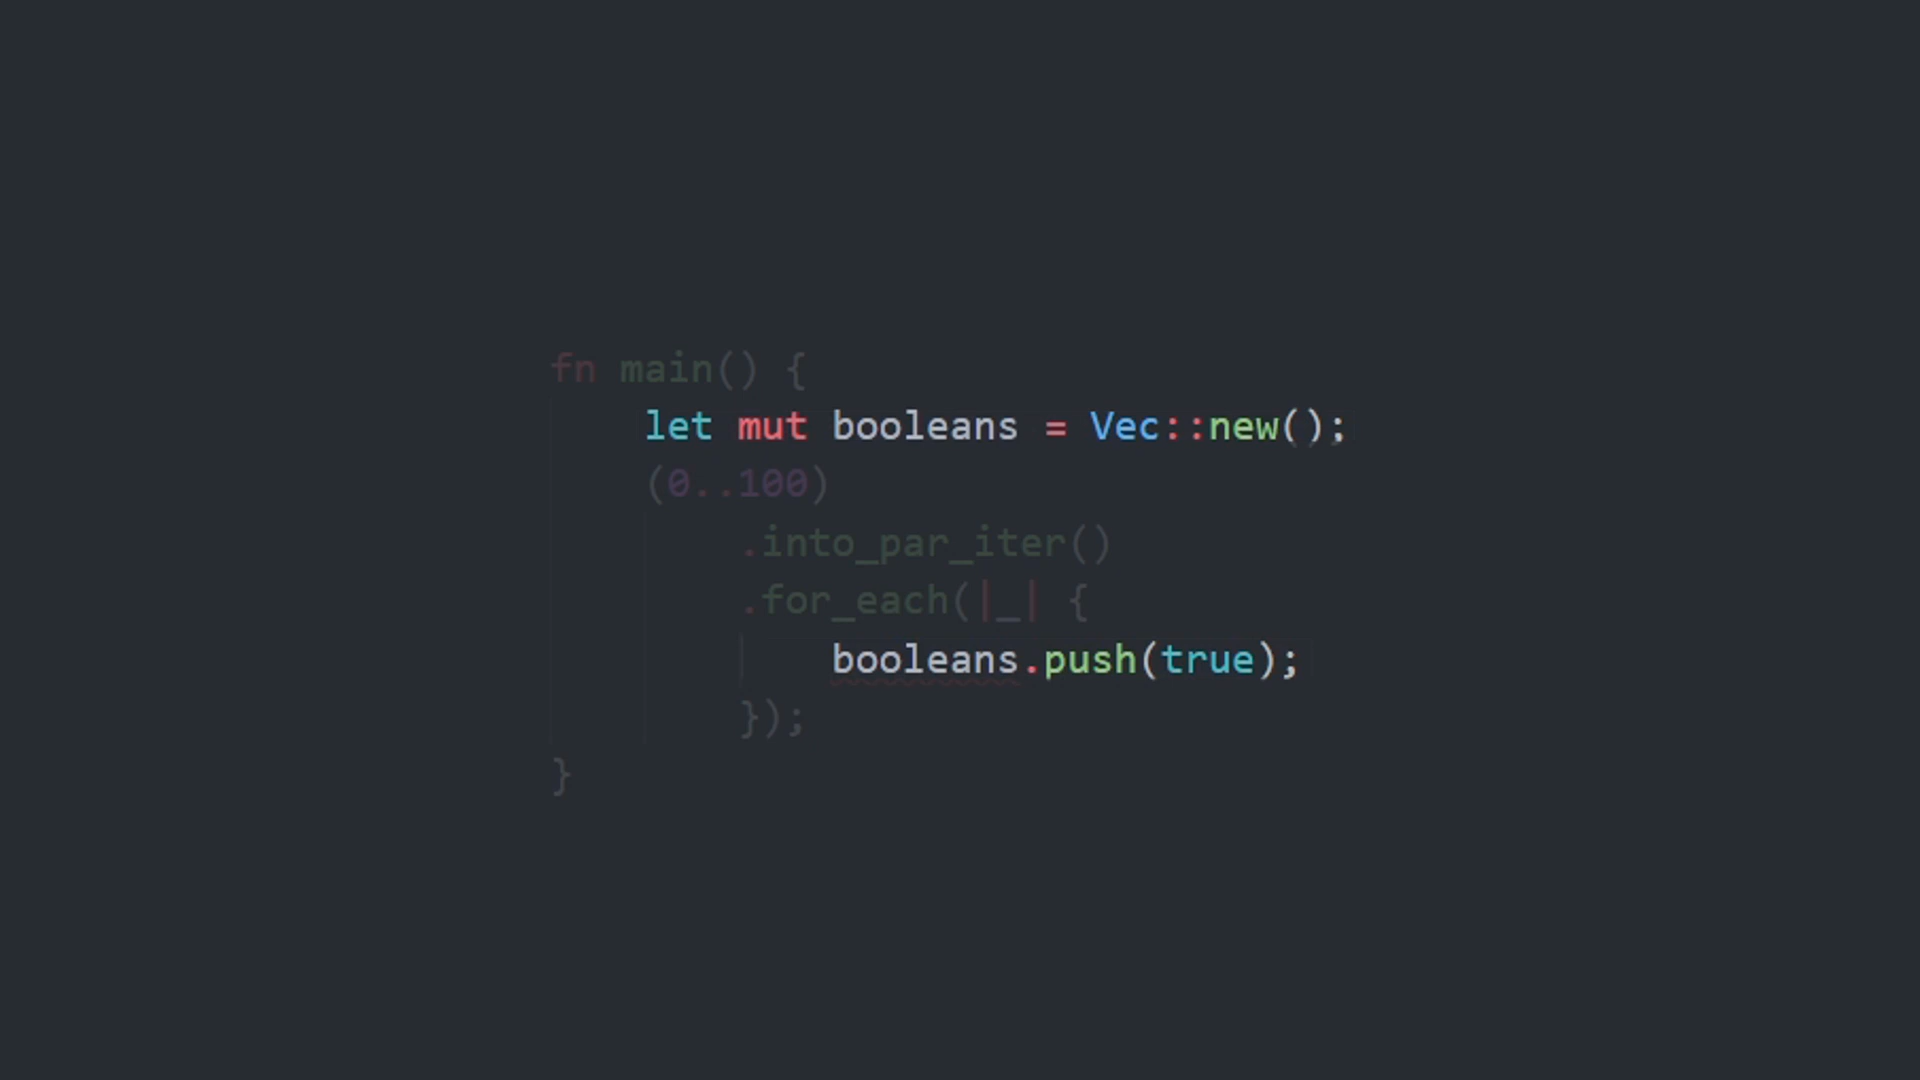 fn main() {
let mut booleans = Vec::new();
(0..100)
.into_par_iter()
.for_each(|_| {
booleans.push(true);
});
}